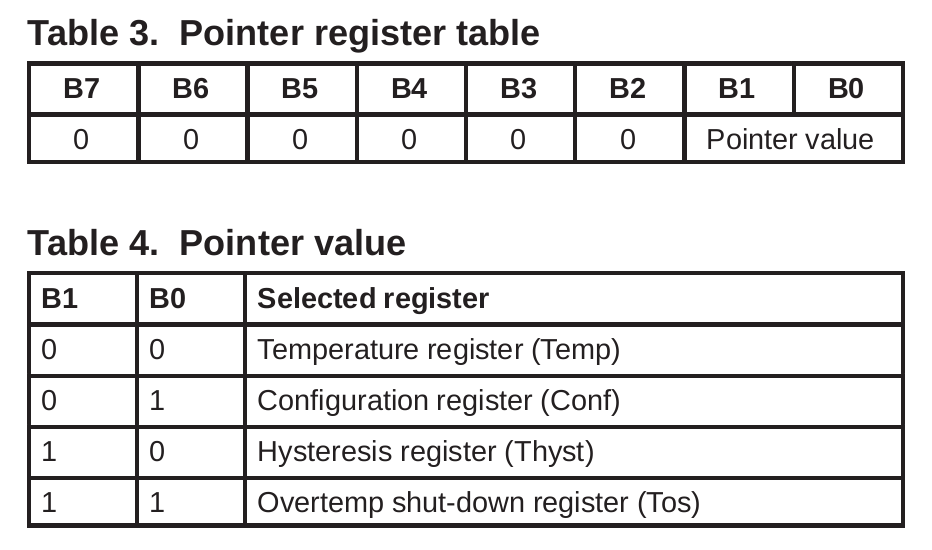 Table 3. Pointer register table
B7 B6 B5 B4 B3 B2 B1 B0
0 0 0 0 0 0 Pointer value
Table 4. Pointer value
B1 B0 Selected register
0 0 Temperature register (Temp)
0 1 Configuration register (Conf)
1 0 Hysteresis register (Thyst)
1 1 Overtemp shut-down register (Tos)